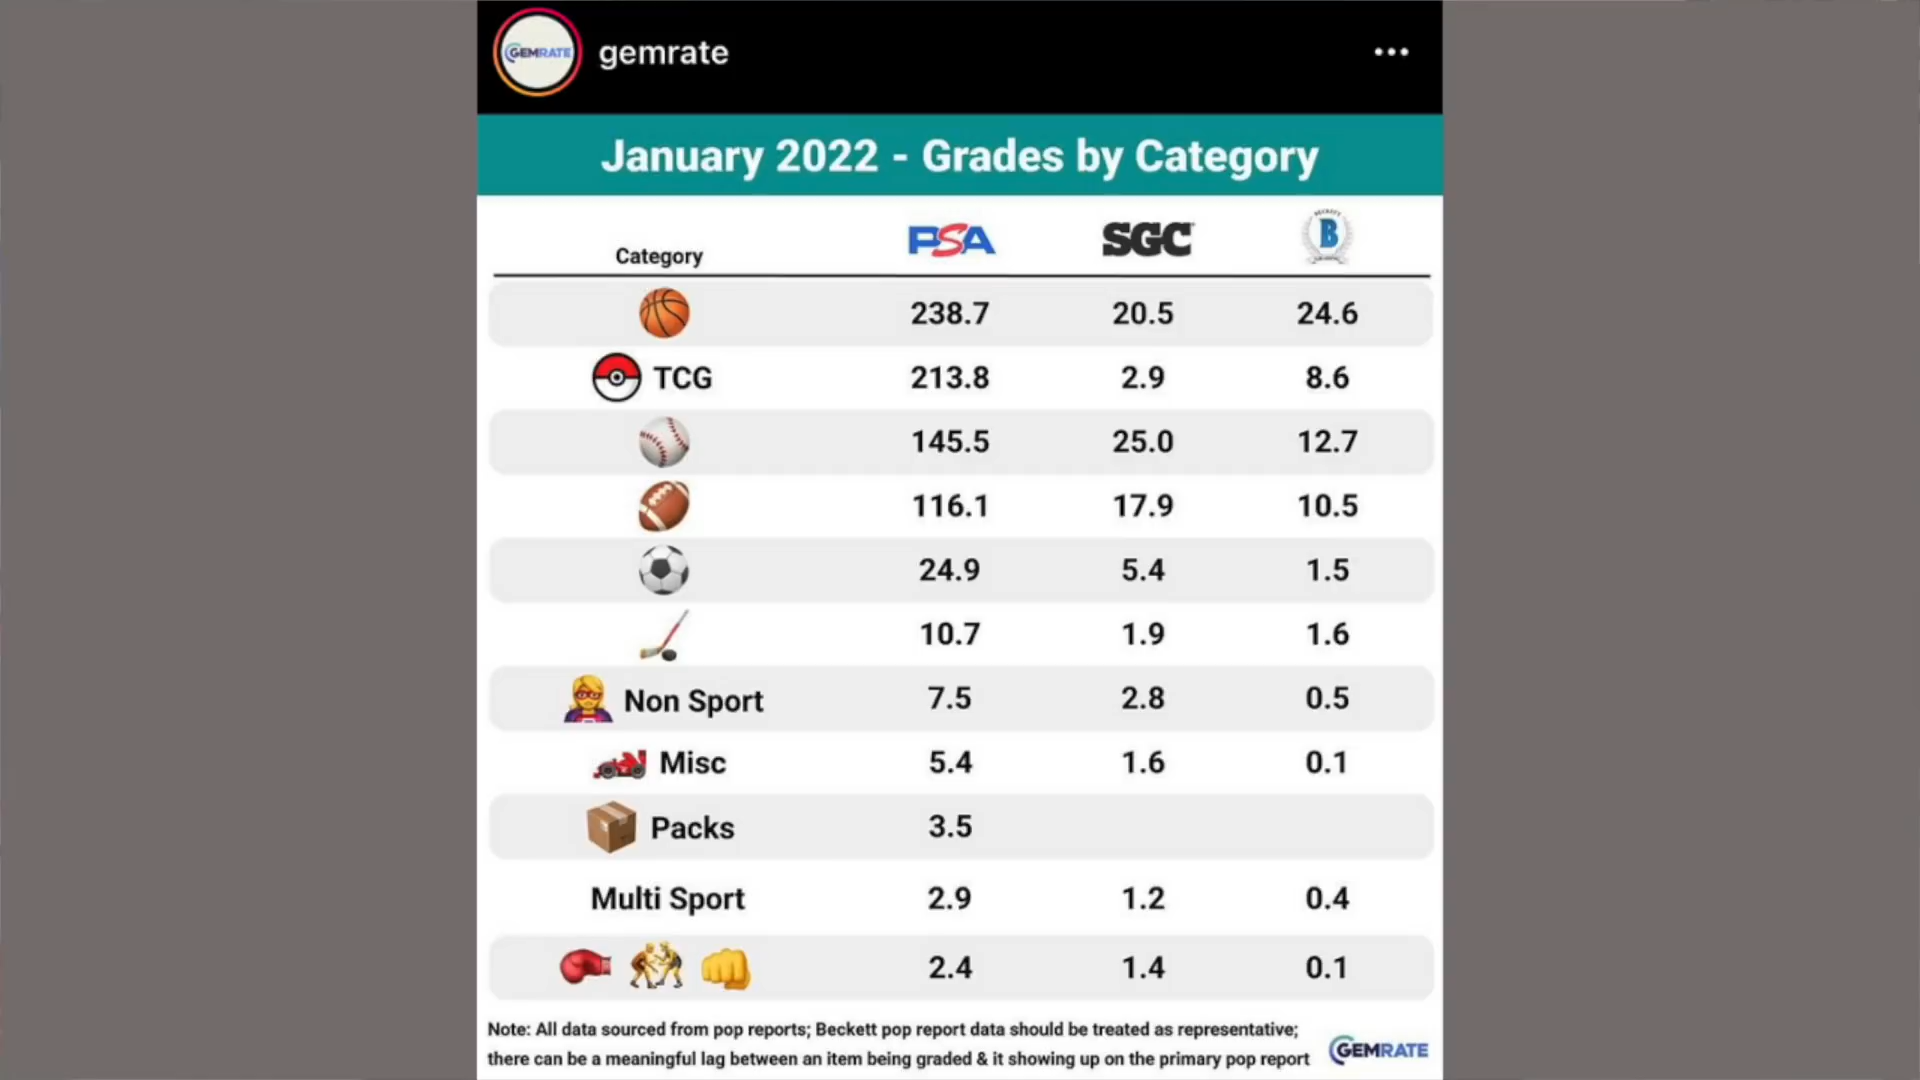 GEMRATE
gemrate
January 2022 - Grades by Category
Category PSA SGC BECKETT B
238.7 20.5 24.6
TCG 213.8 2.9 8.6
145.5 25.0 12.7
116.1 17.9 10.5
24.9 5.4 1.5
10.7 1.9 1.6
Non Sport 7.5 2.8 0.5
Misc 5.4 1.6 0.1
Packs 3.5
Multi Sport 2.9 1.2 0.4
2.4 1.4 0.1
Note: All data sourced from pop reports; Beckett pop report data should be treated as representative;
there can be a meaningful lag between an item being graded & it showing up on the primary pop report
GEMRATE